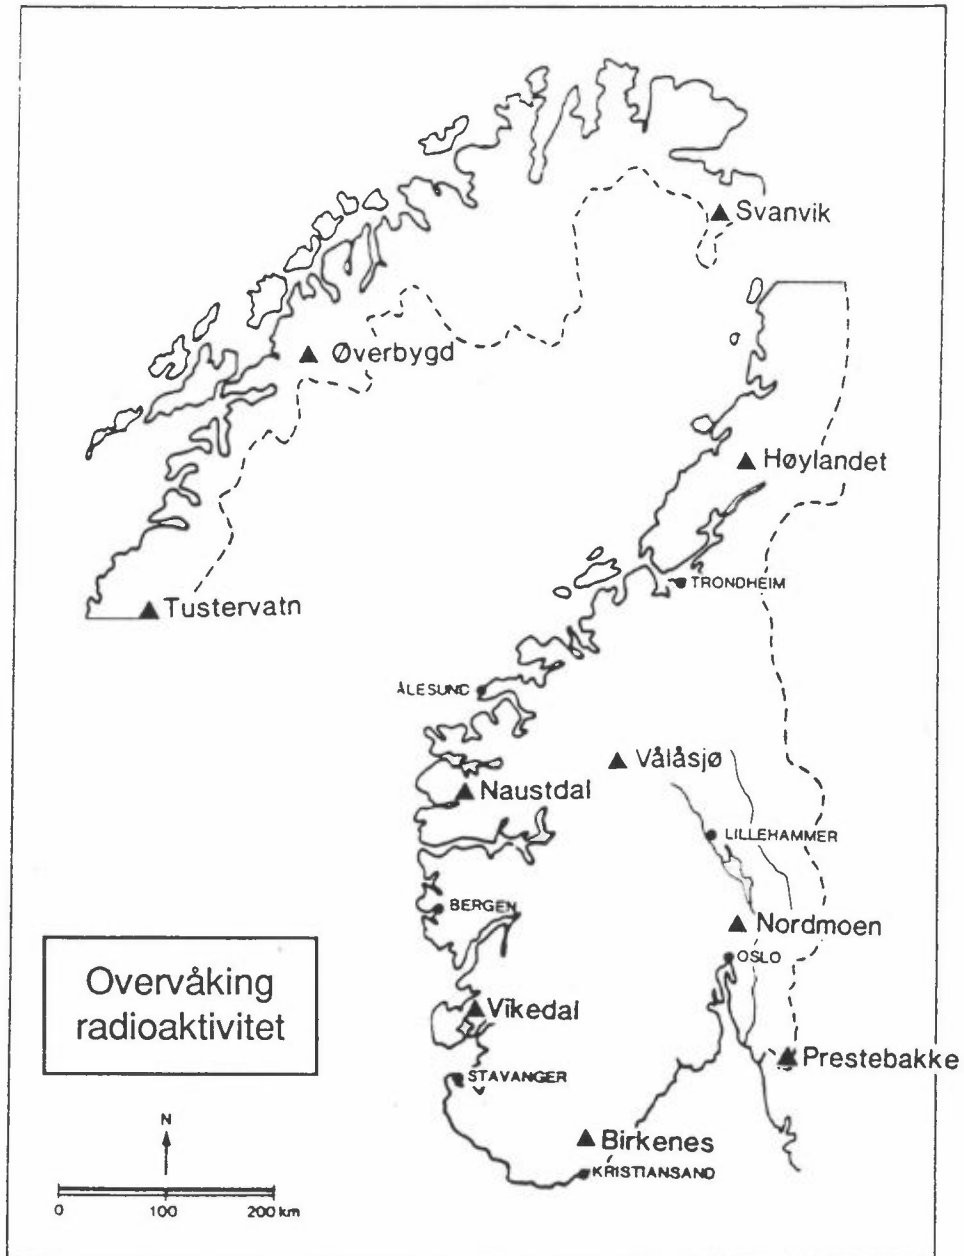 Svanvik
Øverbygd
Høylandet
TRONDHEIM
Tustervatn
ÅLESUND
Vålåsjø
Naustdal
LILLEHAMMER
BERGEN
Nordmoen
OSLO
Overvåking
radioaktivitet
Vikedal
Prestebakke
STAVANGER
Birkenes
KRISTIANSAND
N
0 100 200 km